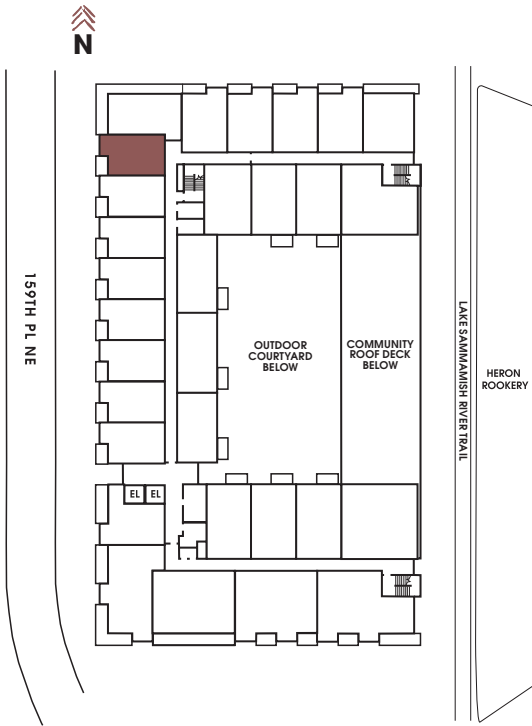 N
159TH PL NE
OUTDOOR
COURTYARD
BELOW
COMMUNITY
ROOF DECK
BELOW
LAKE SAMMAMISH RIVER TRAIL
HERON
ROOKERY
EL EL